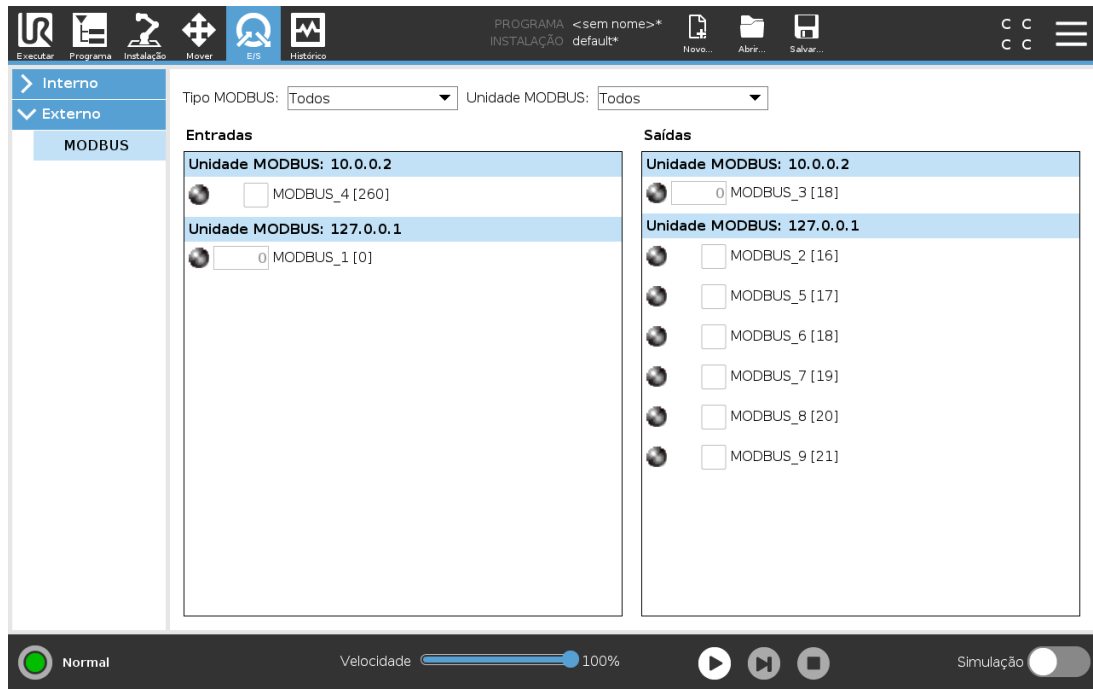 PROGRAMA <sem nome>*
INSTALAÇÃO default*
C C
C C
Executar Programa Instalação Mover E/S Histórico Novo... Abrir... Salvar...
Interno
Externo
MODBUS
Tipo MODBUS: Todos Unidade MODBUS: Todos
Entradas
Unidade MODBUS: 10.0.0.2
MODBUS_4 [260]
Unidade MODBUS: 127.0.0.1
0 MODBUS_1 [0]
Saídas
Unidade MODBUS: 10.0.0.2
0 MODBUS_3 [18]
Unidade MODBUS: 127.0.0.1
MODBUS_2 [16]
MODBUS_5 [17]
MODBUS_6 [18]
MODBUS_7 [19]
MODBUS_8 [20]
MODBUS_9 [21]
Normal Velocidade 100% Simulação